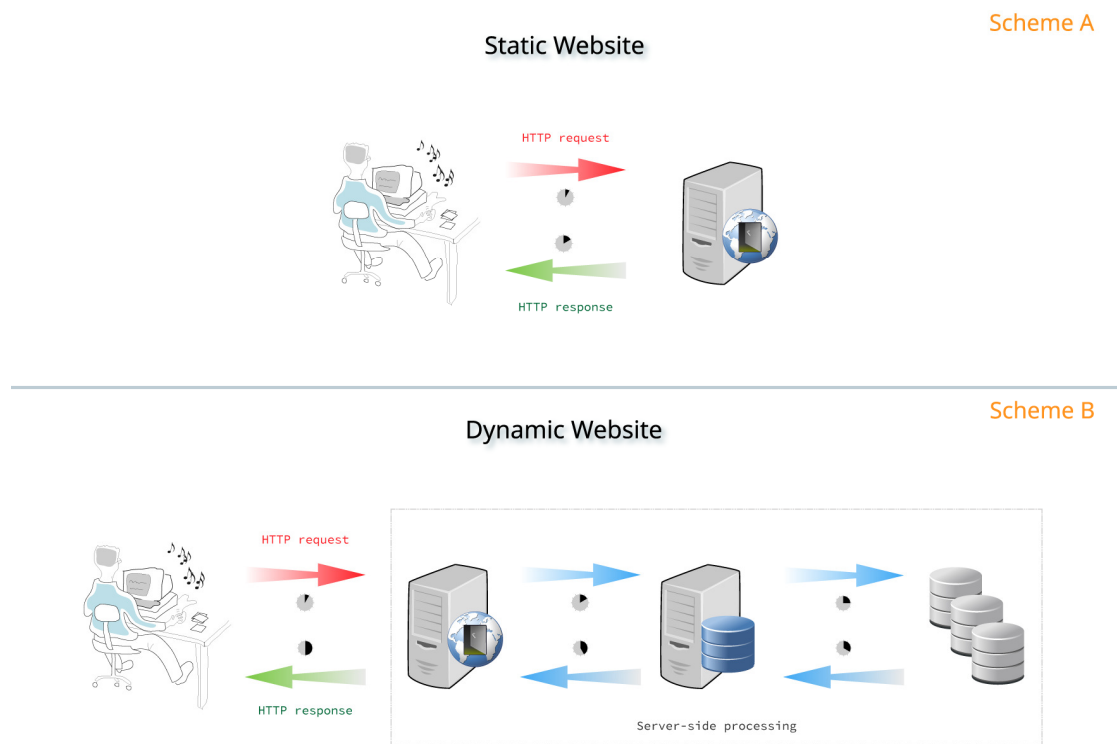 Scheme A
Static Website
HTTP request
HTTP response
Scheme B
Dynamic Website
HTTP request
HTTP response
Server-side processing